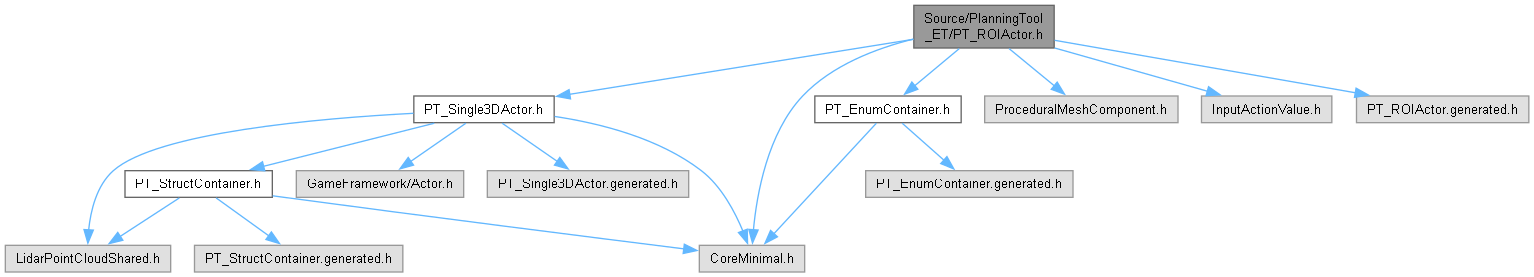 Source/PlanningTool
_ET/PT_ROIActor.h
PT_Single3DActor.h
PT_EnumContainer.h
ProceduralMeshComponent.h
InputActionValue.h
PT_ROIActor.generated.h
PT_StructContainer.h
GameFramework/Actor.h
PT_Single3DActor.generated.h
PT_EnumContainer.generated.h
LidarPointCloudShared.h
PT_StructContainer.generated.h
CoreMinimal.h